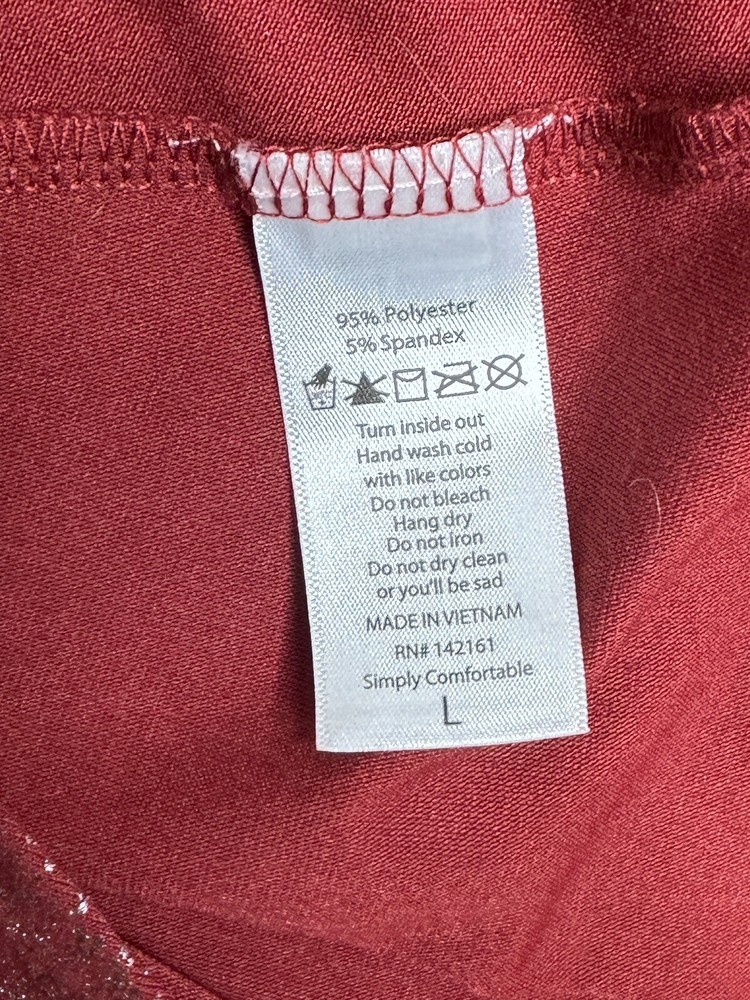 95% Polyester
5% Spandex
Turn inside out
Hand wash cold
with like colors
Do not bleach
Hang dry
Do not iron
Do not dry clean
or you'll be sad
MADE IN VIETNAM
RN# 142161
Simply Comfortable
L